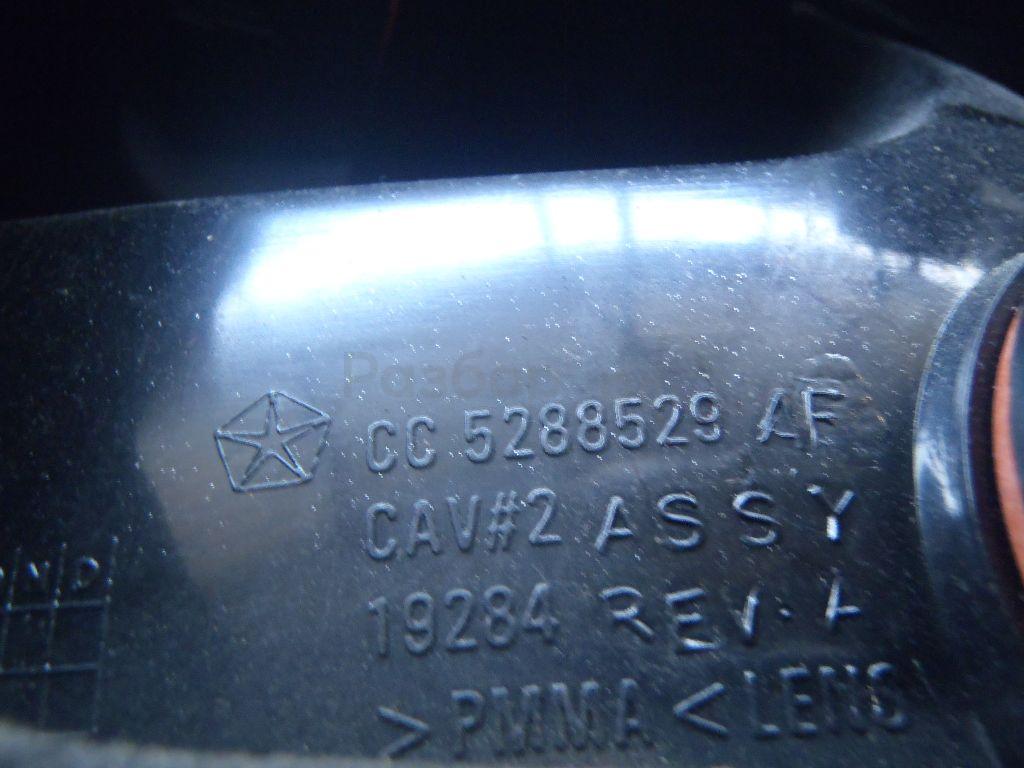 CC 5288529 AF
CAV#2 ASSY
19284 REV. A
>PMMA< LENS